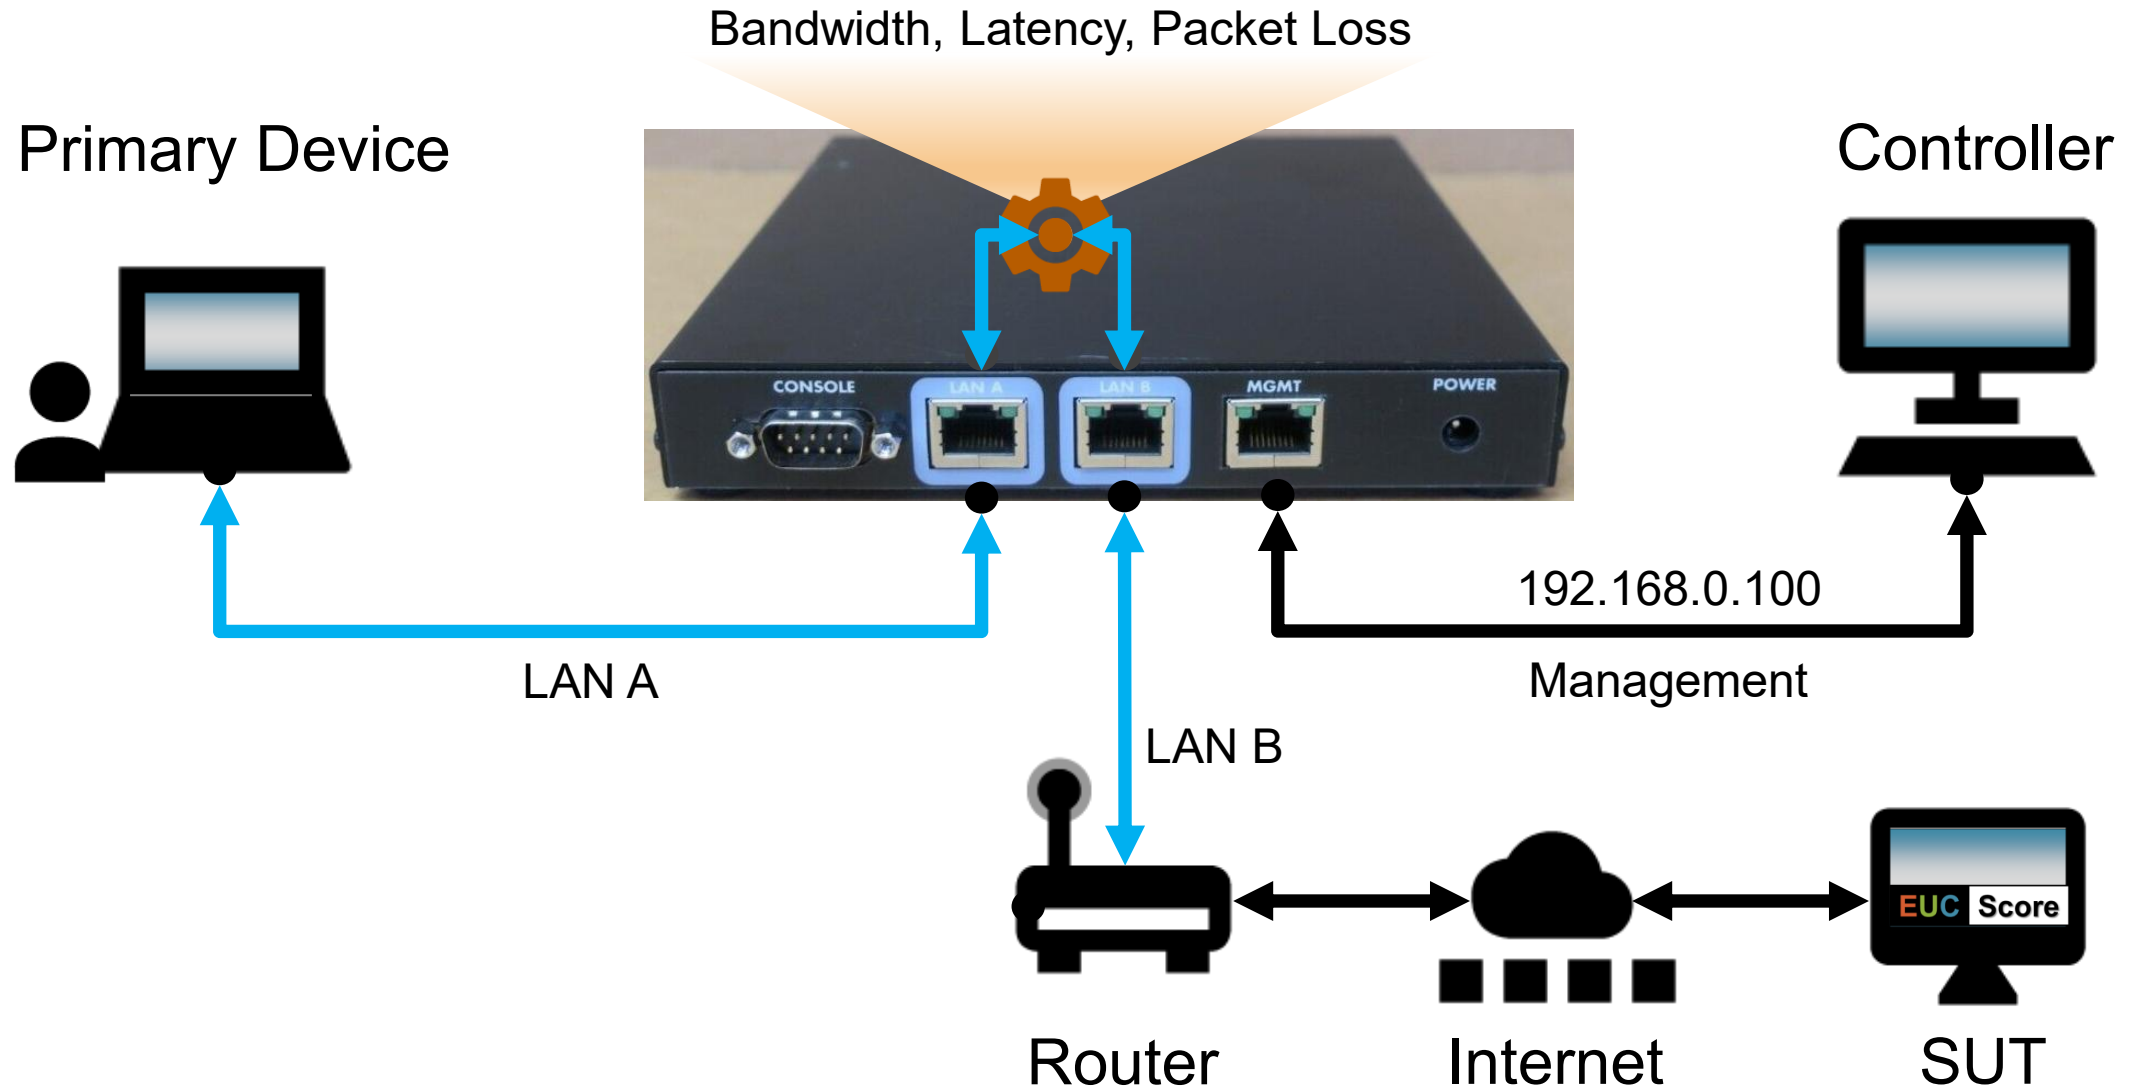 Bandwidth, Latency, Packet Loss
Primary Device
Controller
CONSOLE
LAN A
LAN B
MGMT
POWER
192.168.0.100
LAN A
Management
LAN B
EUC Score
Router
Internet
SUT